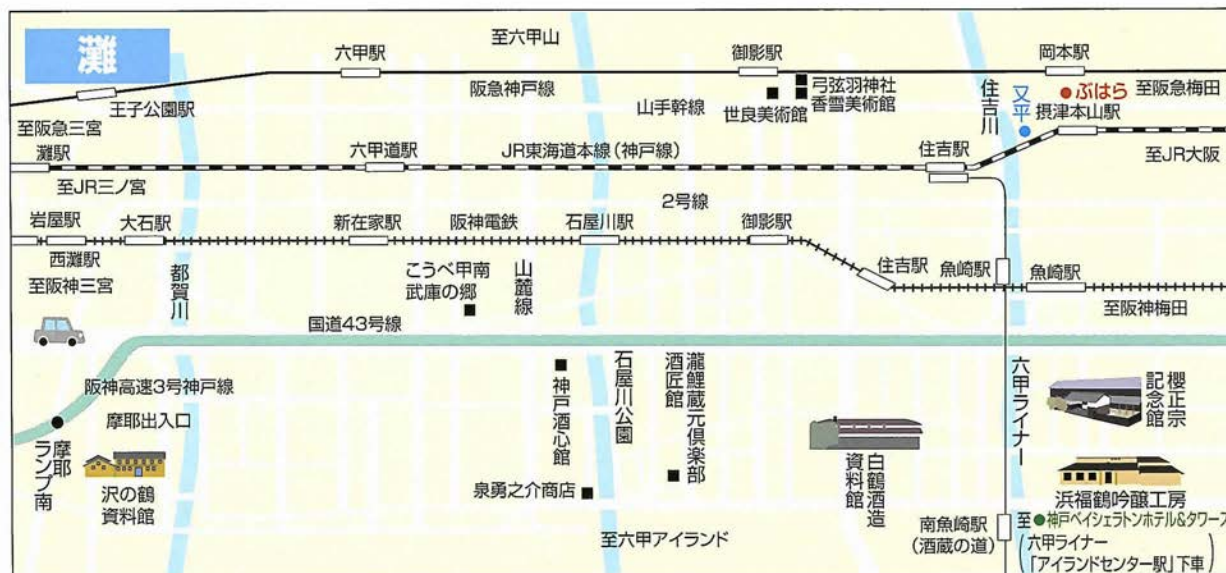 灘
至六甲山
六甲駅
御影駅
岡本駅
王子公園駅
阪急神戸線
弓弦羽神社
香雪美術館
世良美術館
山手幹線
住吉川
又平
ぶはら
至阪急梅田
摂津本山駅
至阪急三宮
灘駅
六甲道駅
JR東海道本線(神戸線)
住吉駅
至JR大阪
至JR三ノ宮
2号線
岩屋駅
大石駅
新在家駅
阪神電鉄
石屋川駅
御影駅
西灘駅
至阪神三宮
都賀川
こうべ甲南
武庫の郷
山麓線
住吉駅
魚崎駅
魚崎駅
至阪神梅田
国道43号線
阪神高速3号神戸線
摩耶出入口
摩耶
ランプ南
沢の鶴
資料館
神戸酒心館
石屋川公園
瀧鯉蔵元倶楽部
酒匠館
泉勇之介商店
白鶴酒造
資料館
六甲ライナー
櫻正宗
記念館
浜福鶴吟醸工房
至六甲アイランド
南魚崎駅
(酒蔵の道)
至●神戸ベイシェラトンホテル&タワーズ
(六甲ライナー
「アイランドセンター駅」下車)